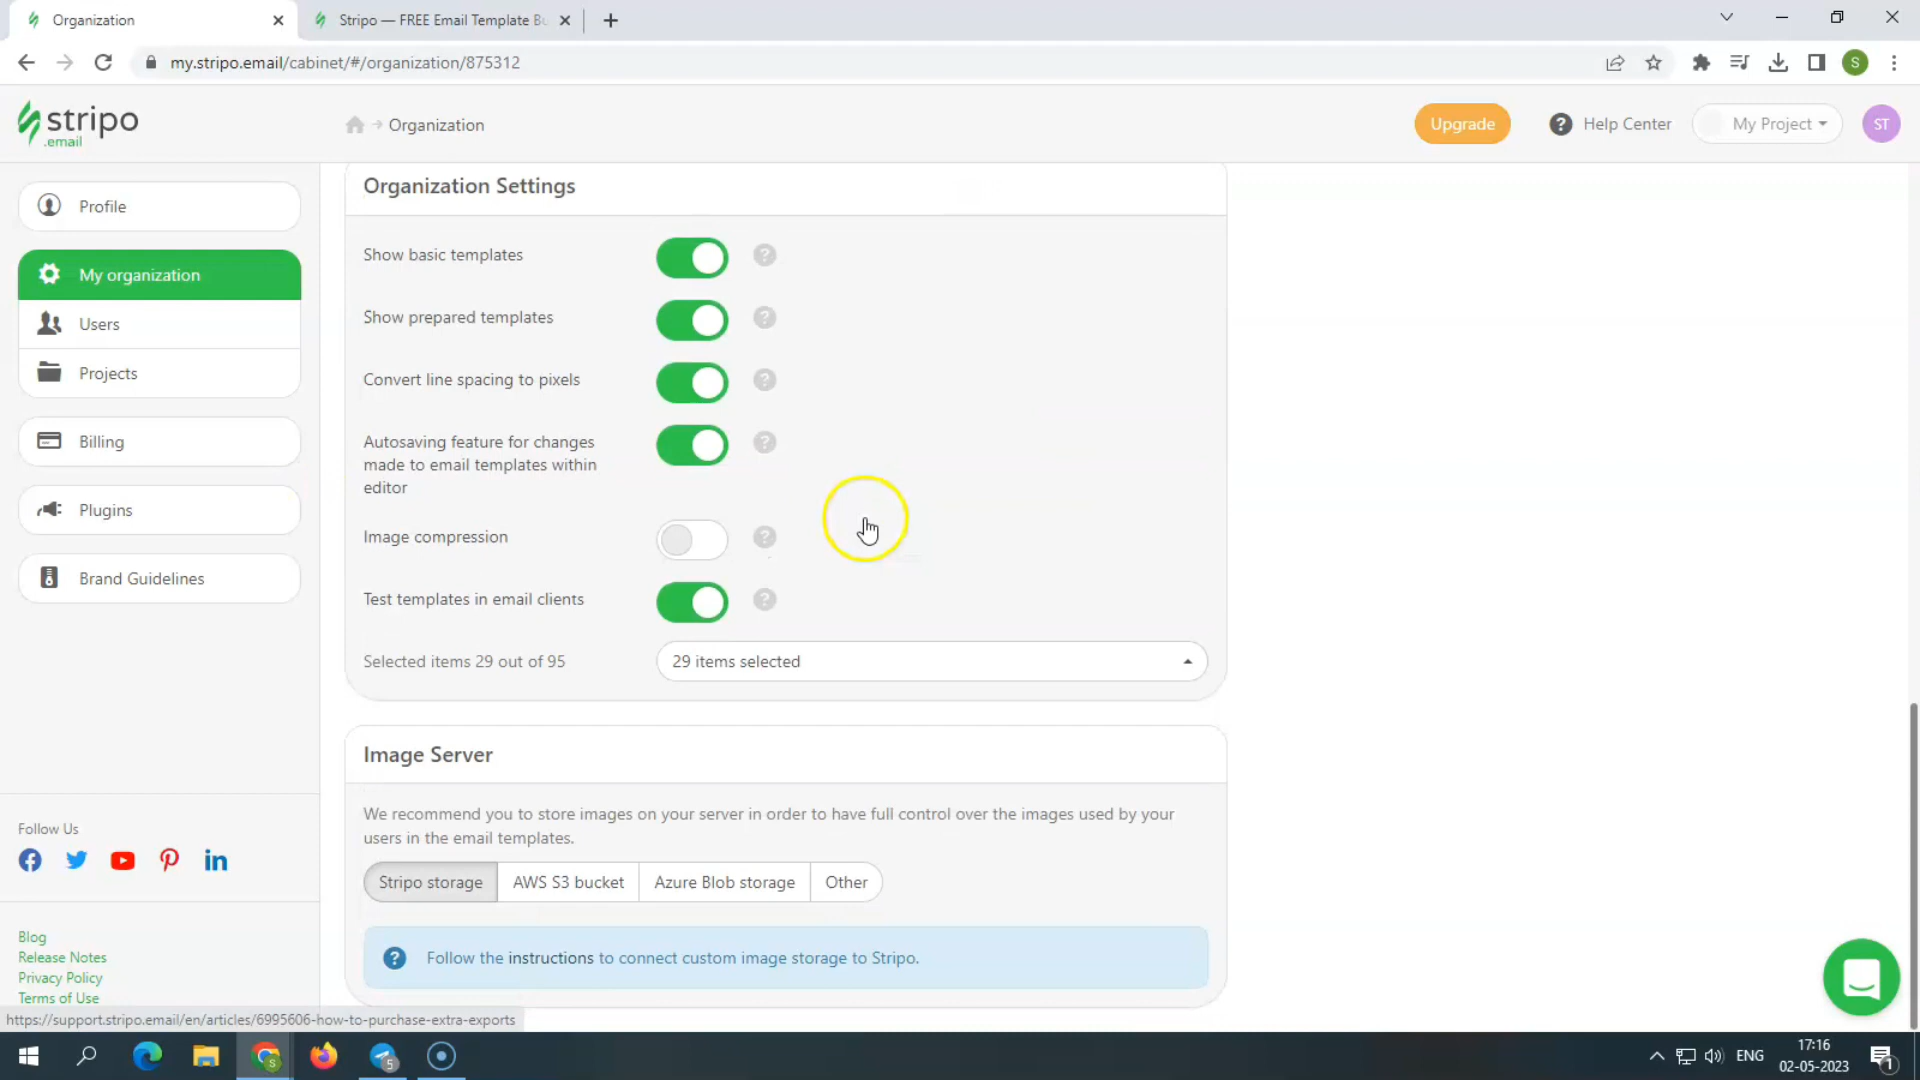 Organization
Stripo — FREE Email Template Bu
my.stripo.email/cabinet/#/organization/875312
S
stripo
.email
Organization
Upgrade
? Help Center
My Project
ST
Profile
My organization
Users
Projects
Billing
Plugins
Brand Guidelines
Organization Settings
Show basic templates
?
Show prepared templates
?
Convert line spacing to pixels
?
Autosaving feature for changes
made to email templates within
editor
?
Image compression
?
Test templates in email clients
?
Selected items 29 out of 95
29 items selected
Image Server
We recommend you to store images on your server in order to have full control over the images used by your
users in the email templates.
Stripo storage
AWS S3 bucket
Azure Blob storage
Other
? Follow the instructions to connect custom image storage to Stripo.
Follow Us
Blog
Release Notes
Privacy Policy
Terms of Use
https://support.stripo.email/en/articles/6995606-how-to-purchase-extra-exports
S
5
ENG
17:16
02-05-2023
1